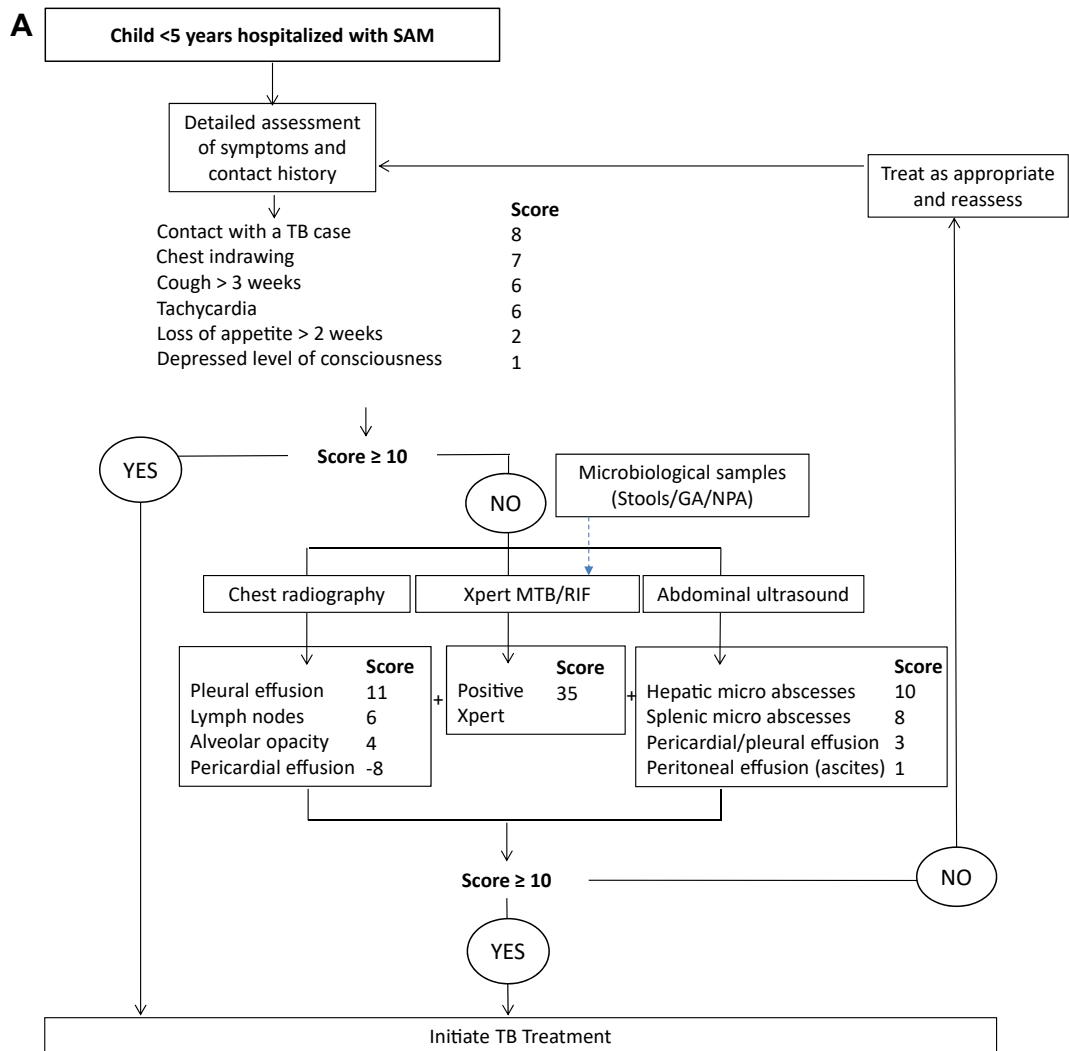 A
Child <5 years hospitalized with SAM
Detailed assessment
of symptoms and
contact history
Treat as appropriate
and reassess
Score
Contact with a TB case 8
Chest indrawing 7
Cough > 3 weeks 6
Tachycardia 6
Loss of appetite > 2 weeks 2
Depressed level of consciousness 1
YES
Score ≥ 10
NO
Microbiological samples
(Stools/GA/NPA)
Chest radiography
Xpert MTB/RIF
Abdominal ultrasound
Score
Pleural effusion 11
Lymph nodes 6
Alveolar opacity 4
Pericardial effusion -8
+
Score
Positive 35
Xpert
+
Score
Hepatic micro abscesses 10
Splenic micro abscesses 8
Pericardial/pleural effusion 3
Peritoneal effusion (ascites) 1
Score ≥ 10
NO
YES
Initiate TB Treatment